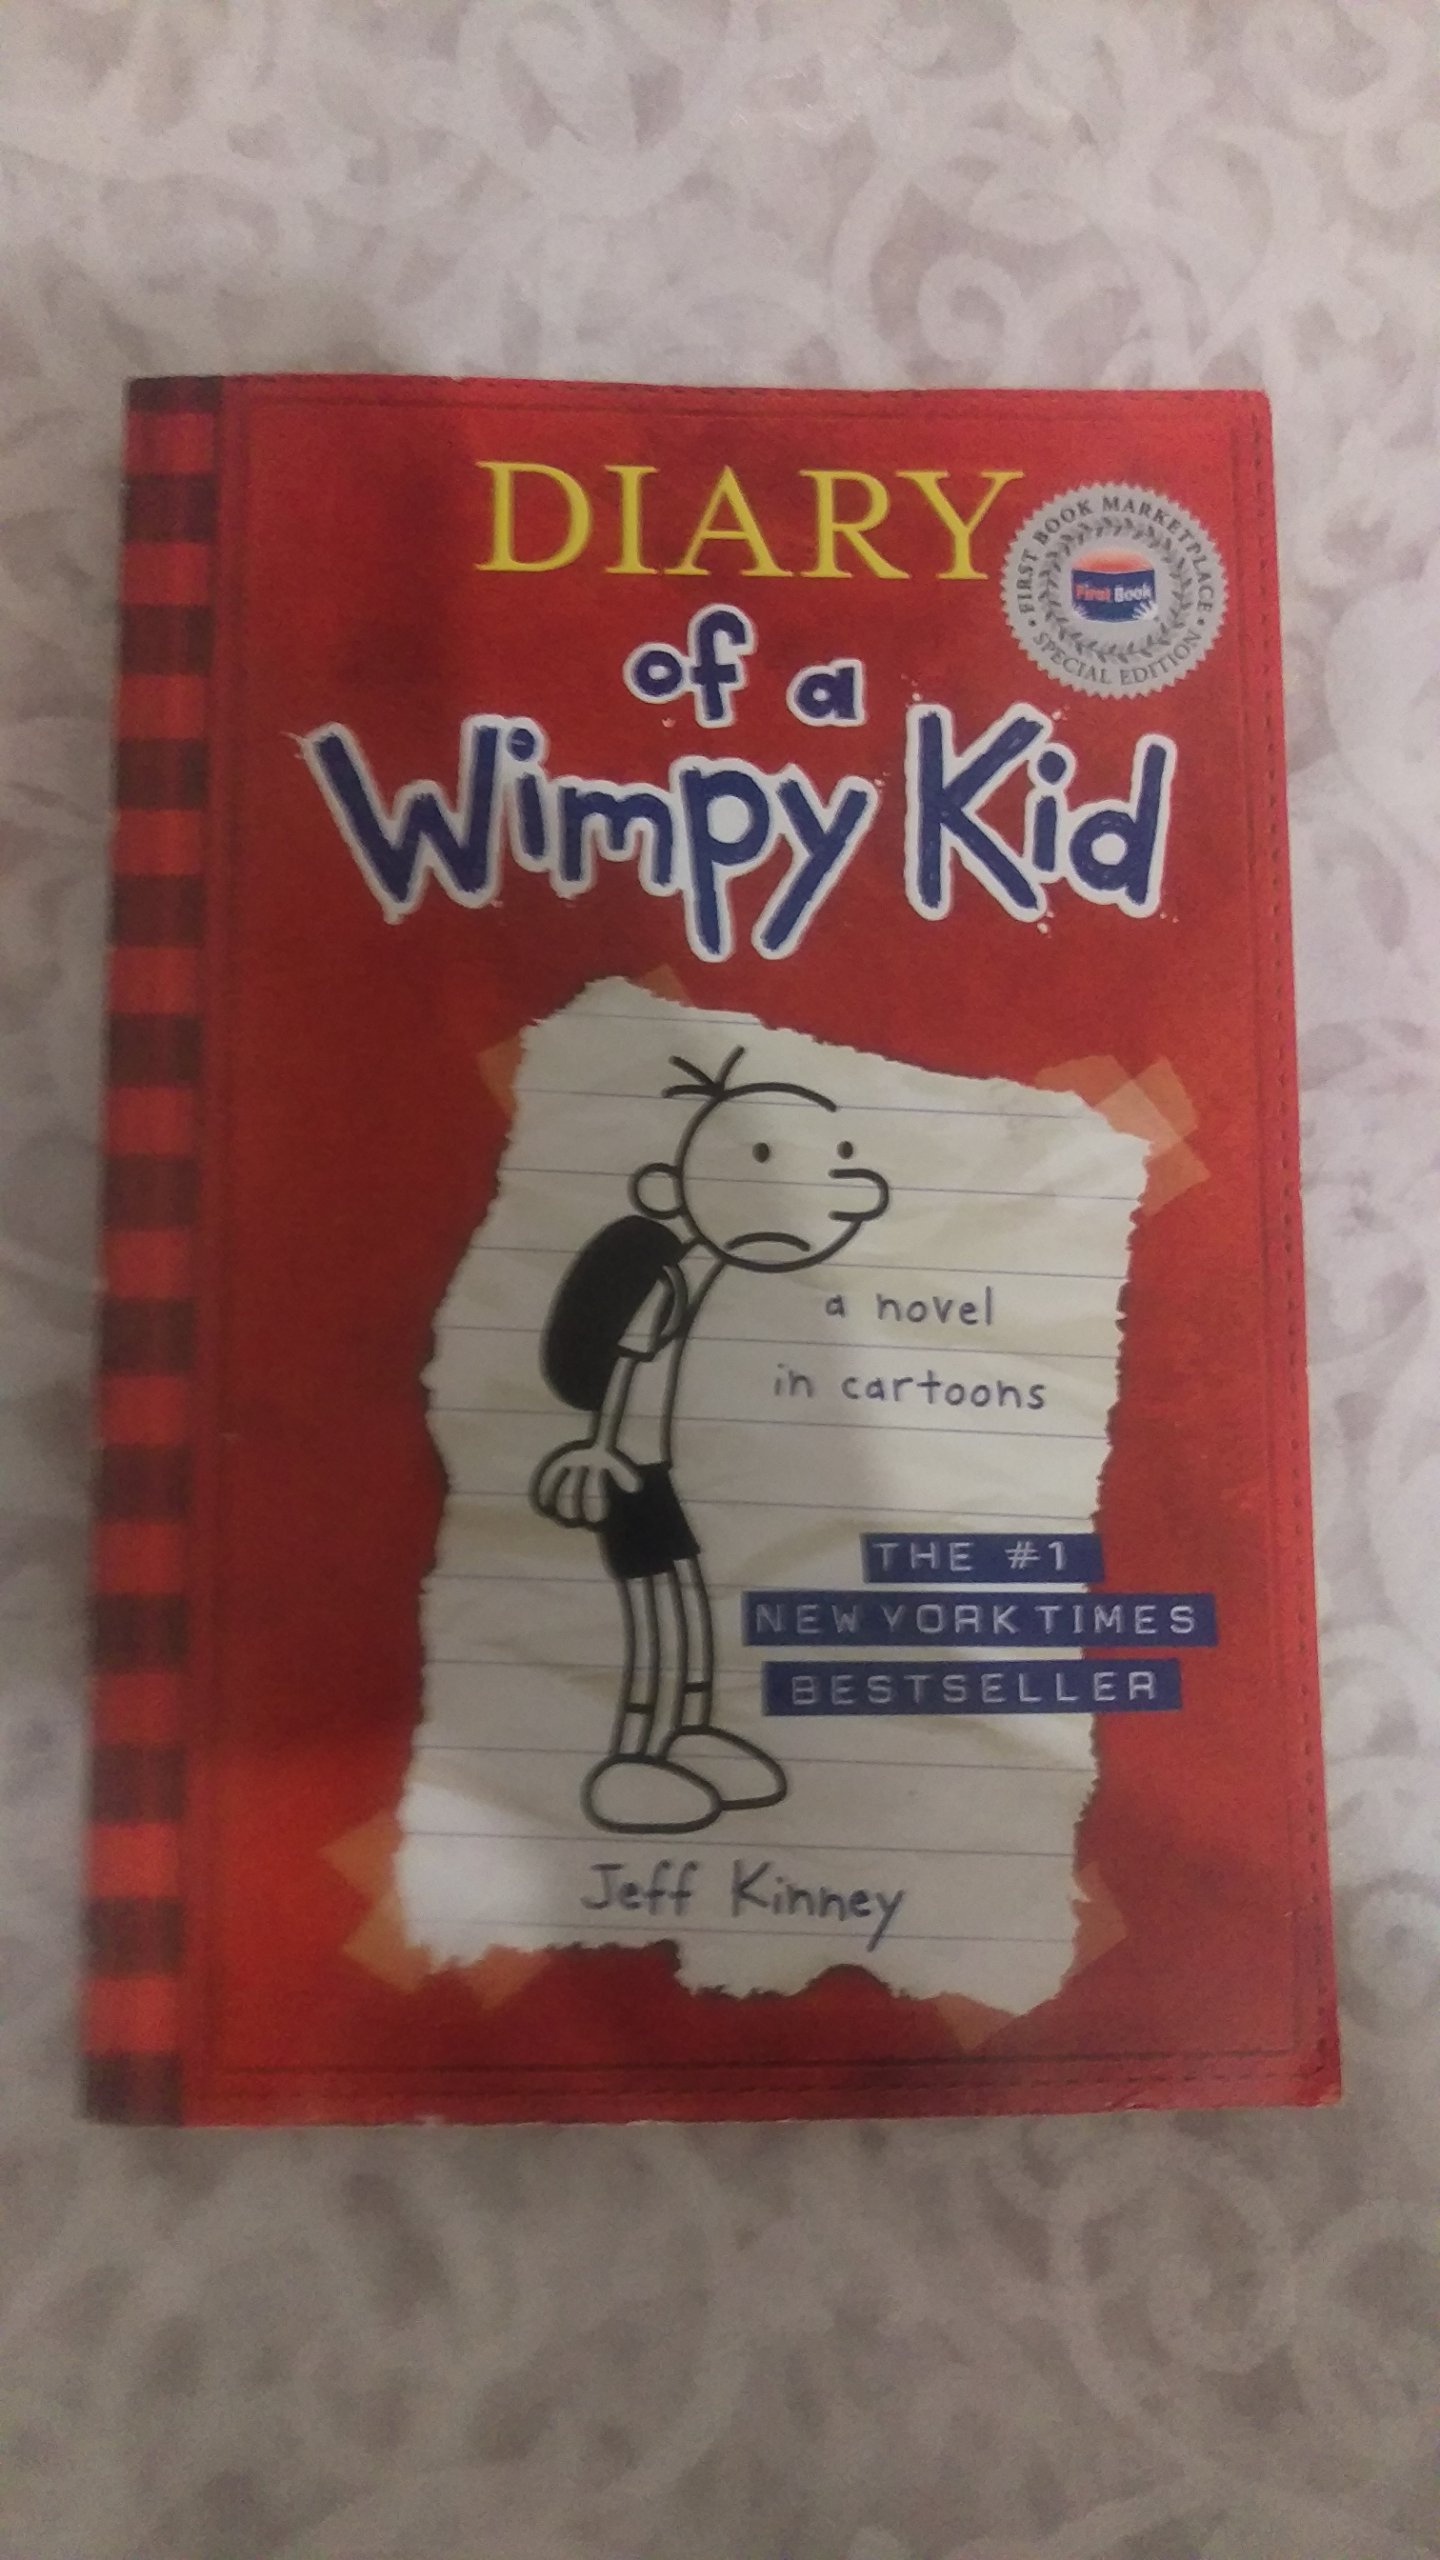 DIARY
of a
Wimpy Kid
• FIRST BOOK MARKETPLACE •
First Book
SPECIAL EDITION
a novel
in cartoons
THE #1
NEW YORK TIMES
BESTSELLER
Jeff Kinney